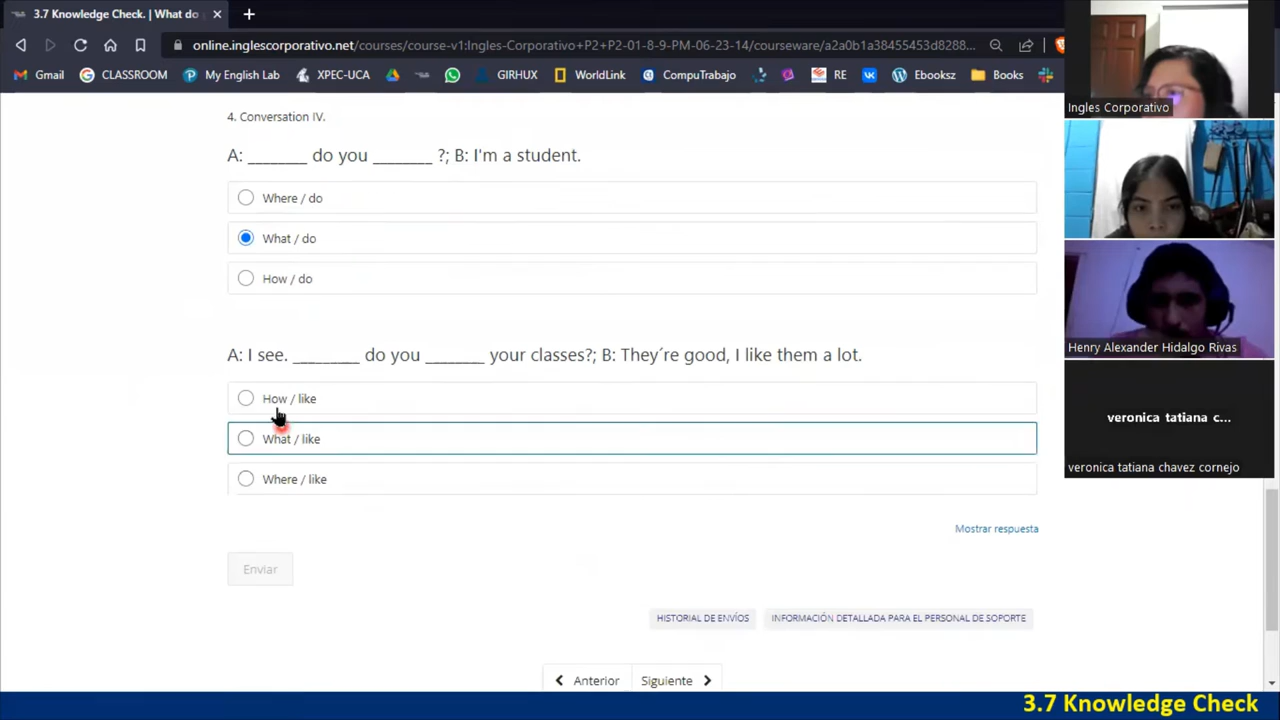 3.7 Knowledge Check. | What do
online.inglescorporativo.net/courses/course-v1:Ingles-Corporativo+P2+P2-01-8-9-PM-06-23-14/courseware/a2a0b1a38455453d8288...
Gmail CLASSROOM My English Lab XPEC-UCA GIRHUX WorldLink CompuTrabajo RE Ebooksz Books
4. Conversation IV.
A: ________ do you ________ ?; B: I'm a student.
Where / do
What / do
How / do
A: I see. ________ do you ________ your classes?; B: They´re good, I like them a lot.
How / like
What / like
Where / like
Mostrar respuesta
Enviar
HISTORIAL DE ENVÍOS INFORMACIÓN DETALLADA PARA EL PERSONAL DE SOPORTE
Anterior Siguiente
Ingles Corporativo
Henry Alexander Hidalgo Rivas
veronica tatiana c...
veronica tatiana chavez cornejo
3.7 Knowledge Check